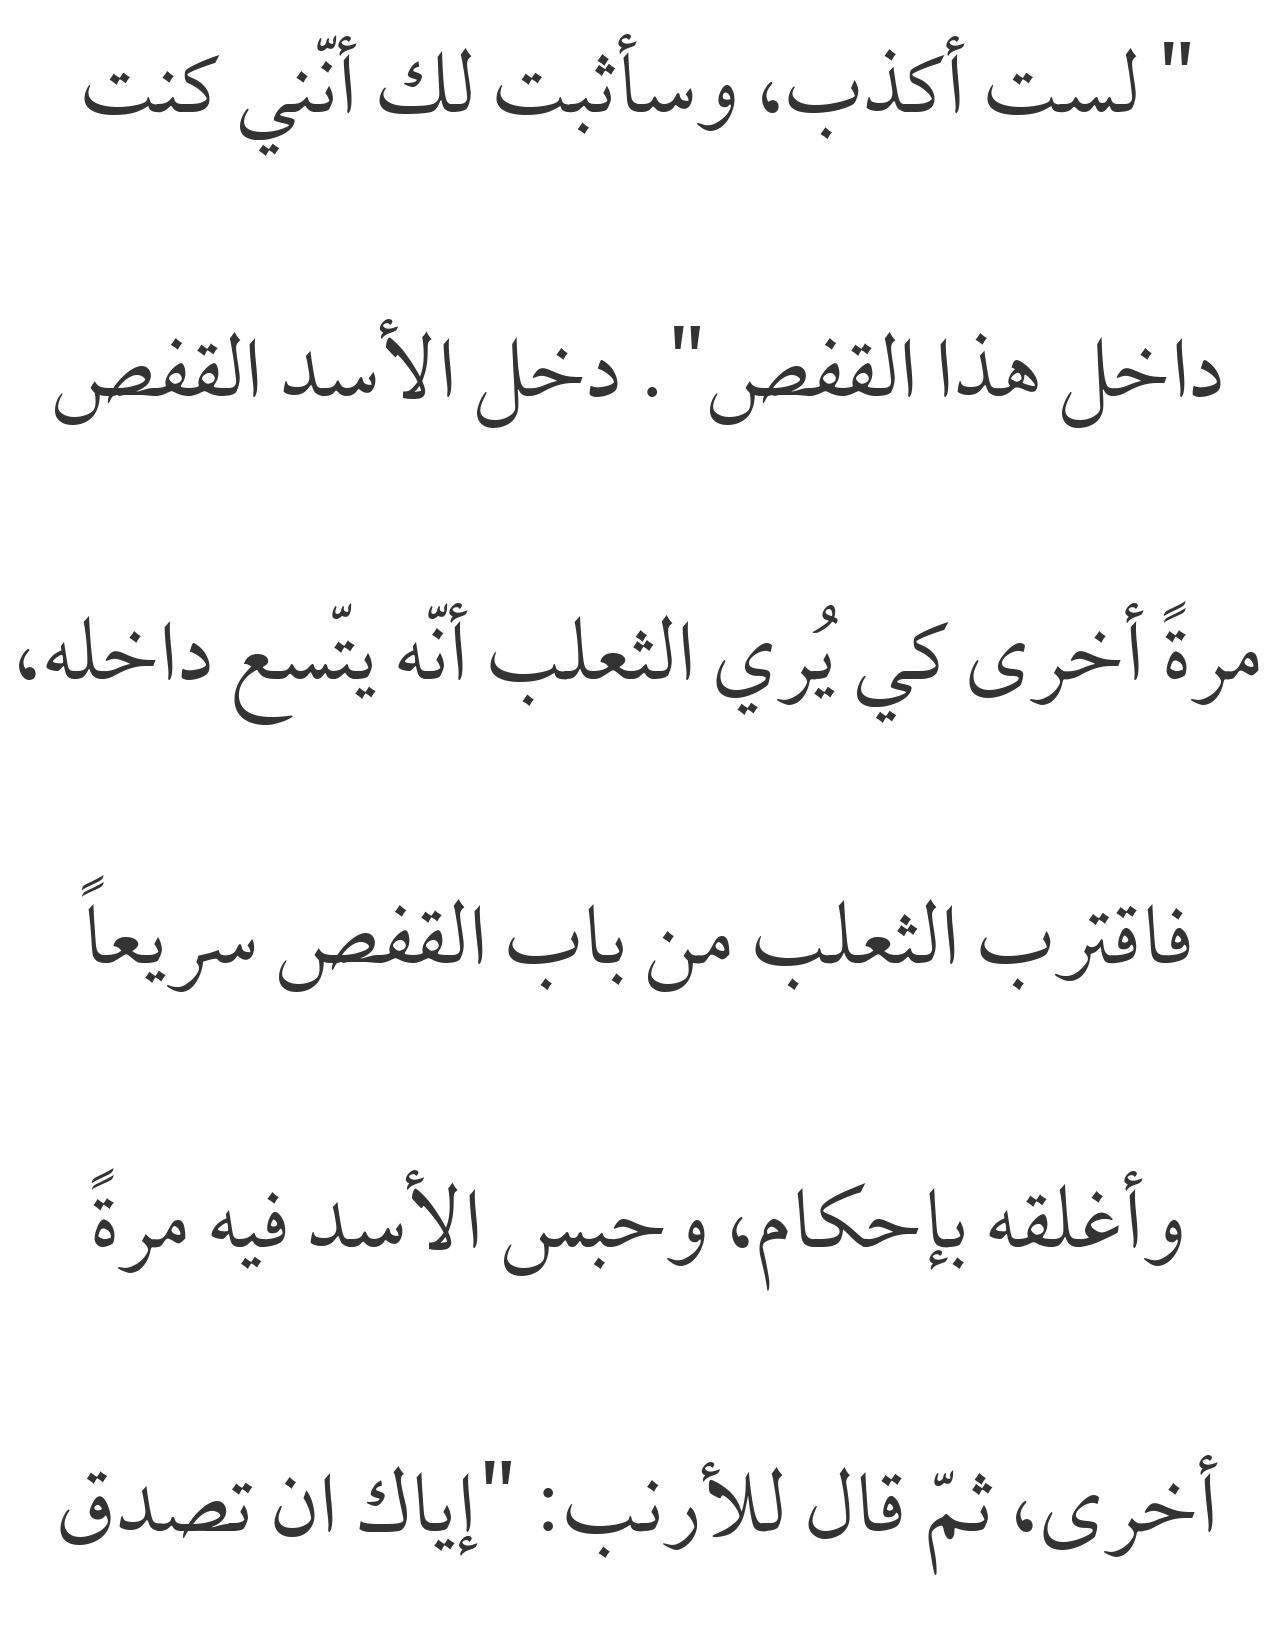 " لست أكذب، وسأثبت لك أنّني كنت
داخل هذا القفص". دخل الأسد القفص
مرةً أخرى كي يُري الثعلب أنّه يتّسع داخله،
فاقترب الثعلب من باب القفص سريعاً
وأغلقه بإحكام، وحبس الأسد فيه مرةً
أخرى، ثمّ قال للأرنب: "إياك ان تصدق